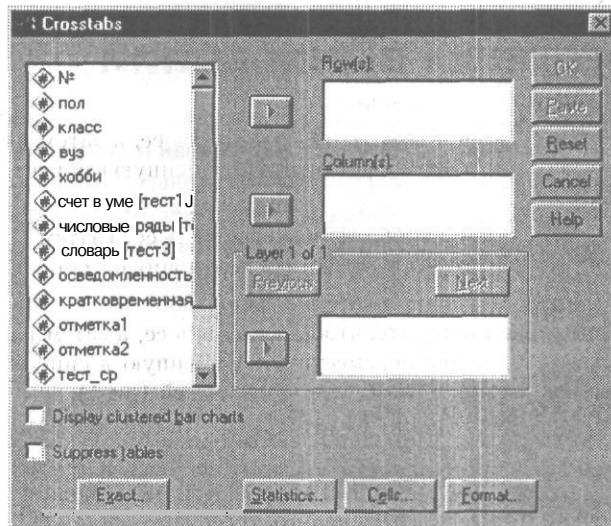 Crosstabs
№
пол
класс
вуз
хобби
счет в уме [тест1]
числовые ряды [те
словарь [тест3]
осведомленность
кратковременная
отметка1
отметка2
тест_ср
Row(s):
Column(s):
Layer 1 of 1
Previous
Next
OK
Paste
Reset
Cancel
Help
Display clustered bar charts
Suppress tables
Exact...
Statistics...
Cells...
Format...